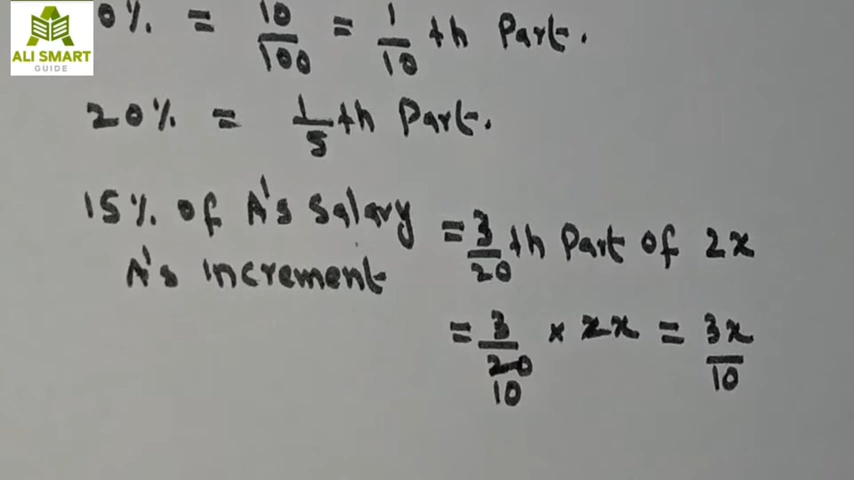 ALI SMART
GUIDE
0% = 10/100 = 1/10 th Part.
20% = 1/5 th Part.
15% of A's Salary
A's increment
= 3/20 th Part of 2x
= 3/20 × 2x = 3x/10
10